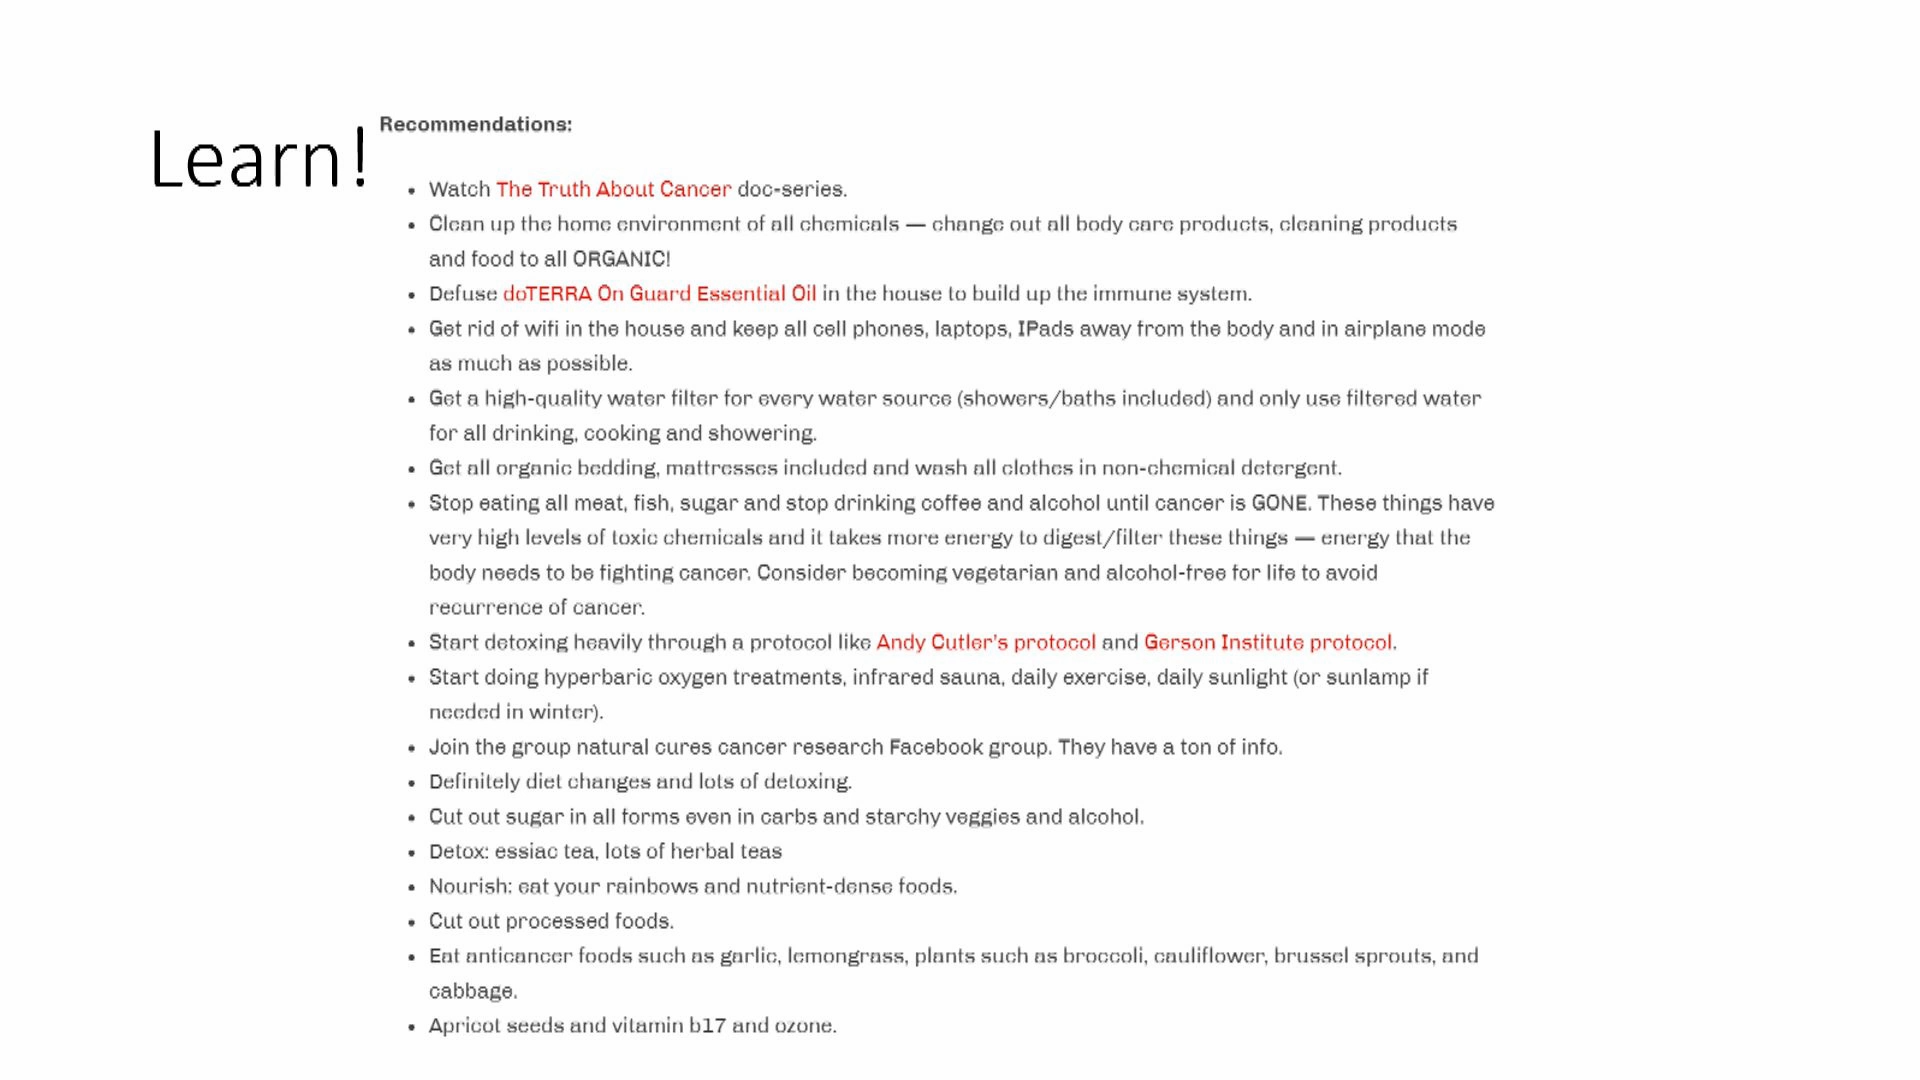 Learn!
Recommendations:
Watch The Truth About Cancer doc-series.
Clean up the home environment of all chemicals — change out all body care products, cleaning products
and food to all ORGANIC!
Defuse doTERRA On Guard Essential Oil in the house to build up the immune system.
Get rid of wifi in the house and keep all cell phones, laptops, IPads away from the body and in airplane mode
as much as possible.
Get a high-quality water filter for every water source (showers/baths included) and only use filtered water
for all drinking, cooking and showering.
Get all organic bedding, mattresses included and wash all clothes in non-chemical detergent.
Stop eating all meat, fish, sugar and stop drinking coffee and alcohol until cancer is GONE. These things have
very high levels of toxic chemicals and it takes more energy to digest/filter these things — energy that the
body needs to be fighting cancer. Consider becoming vegetarian and alcohol-free for life to avoid
recurrence of cancer.
Start detoxing heavily through a protocol like Andy Cutler's protocol and Gerson Institute protocol.
Start doing hyperbaric oxygen treatments, infrared sauna, daily exercise, daily sunlight (or sunlamp if
needed in winter).
Join the group natural cures cancer research Facebook group. They have a ton of info.
Definitely diet changes and lots of detoxing.
Cut out sugar in all forms even in carbs and starchy veggies and alcohol.
Detox: essiac tea, lots of herbal teas
Nourish: eat your rainbows and nutrient-dense foods.
Cut out processed foods.
Eat anticancer foods such as garlic, lemongrass, plants such as broccoli, cauliflower, brussel sprouts, and
cabbage.
Apricot seeds and vitamin b17 and ozone.